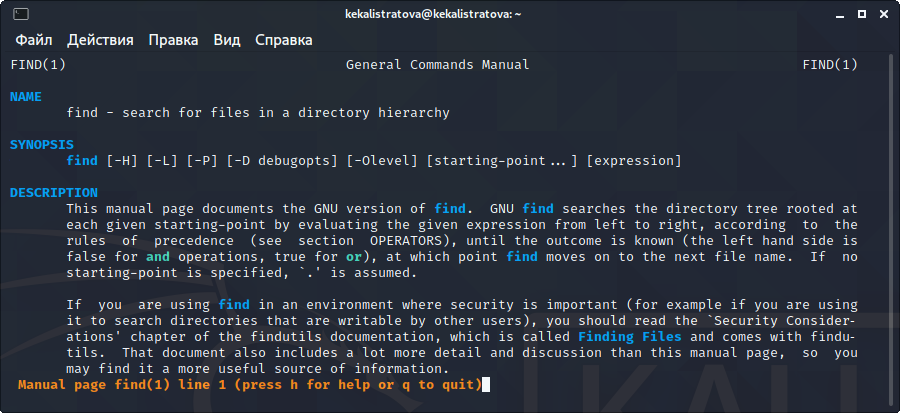 kekalistratova@kekalistratova: ~
Файл Действия Правка Вид Справка
FIND(1) General Commands Manual FIND(1)
NAME
find - search for files in a directory hierarchy
SYNOPSIS
find [-H] [-L] [-P] [-D debugopts] [-Olevel] [starting-point...] [expression]
DESCRIPTION
This manual page documents the GNU version of find. GNU find searches the directory tree rooted at
each given starting-point by evaluating the given expression from left to right, according to the
rules of precedence (see section OPERATORS), until the outcome is known (the left hand side is
false for and operations, true for or), at which point find moves on to the next file name. If no
starting-point is specified, `.' is assumed.
If you are using find in an environment where security is important (for example if you are using
it to search directories that are writable by other users), you should read the `Security Consider-
ations' chapter of the findutils documentation, which is called Finding Files and comes with findu-
tils. That document also includes a lot more detail and discussion than this manual page, so you
may find it a more useful source of information.
Manual page find(1) line 1 (press h for help or q to quit)
KALI